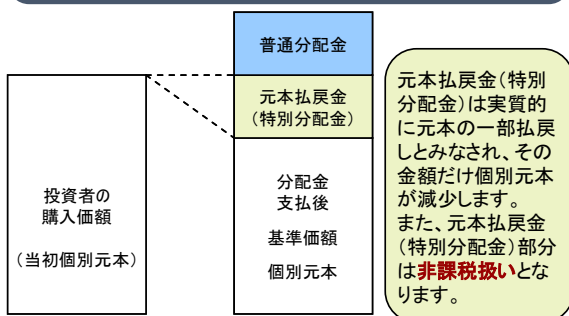 普通分配金
元本払戻金
(特別分配金)
投資者の
購入価額
(当初個別元本)
分配金
支払後
基準価額
個別元本
元本払戻金(特別
分配金)は実質的
に元本の一部払戻
しとみなされ、その
金額だけ個別元本
が減少します。
また、元本払戻金
(特別分配金)部分
は非課税扱いとな
ります。